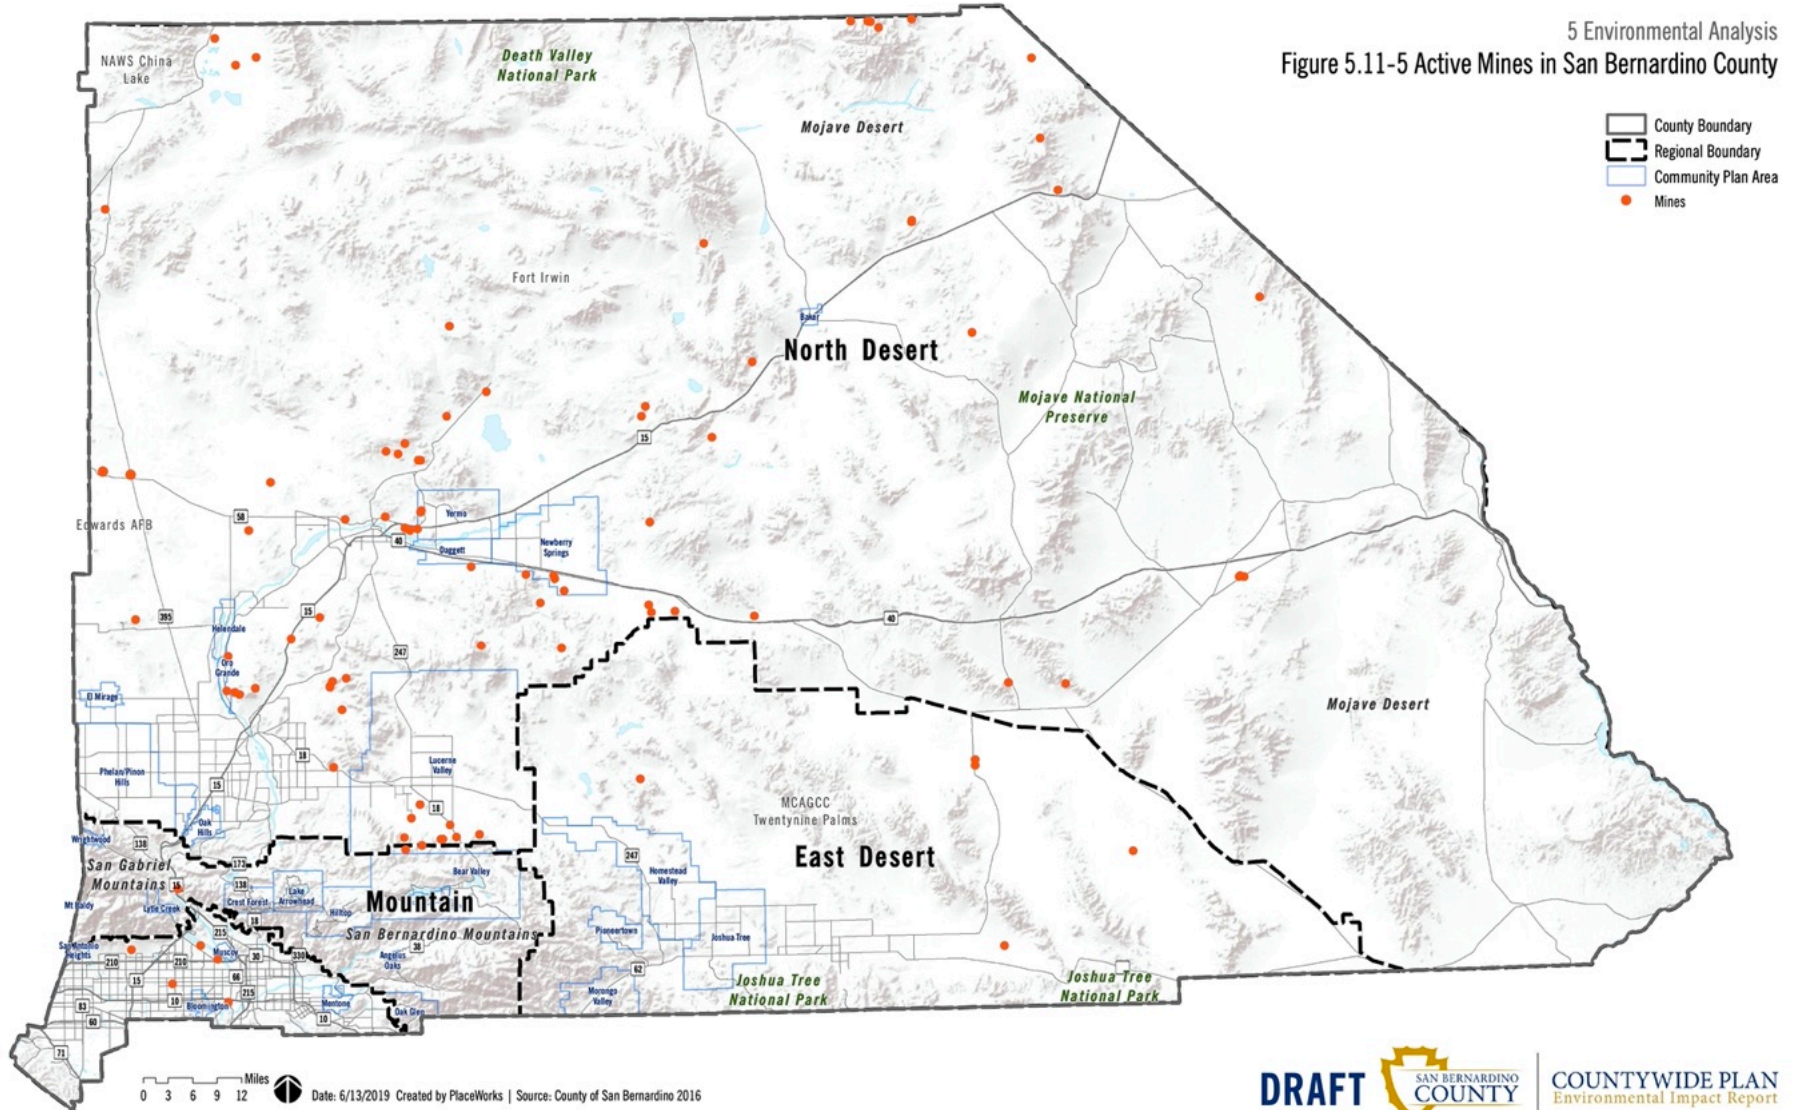 5 Environmental Analysis
Figure 5.11-5 Active Mines in San Bernardino County
County Boundary
Regional Boundary
Community Plan Area
Mines
NAWS China
Lake
Death Valley
National Park
Mojave Desert
Fort Irwin
Baker
North Desert
Mojave National
Preserve
15
Edwards AFB
58
Yermo
40
Daggett
Newberry
Springs
395
15
40
Helendale
247
Oro
Grande
El Mirage
Mojave Desert
18
Phelan/Pinon
Hills
15
Lucerne
Valley
18
MCAGCC
Twentynine Palms
Oak
Hills
Wrightwood
138
San Gabriel
Mountains
173
247
East Desert
15
138
Bear Valley
Homestead
Valley
Lake
Arrowhead
Crest Forest
Mountain
Mt Baldy
Lytle Creek
Hilltop
18
215
San Bernardino Mountains
Pioneertown
Joshua Tree
38
San Antonio
Heights
Muscoy
30
330
210
210
Angelus
Oaks
62
15
66
215
Joshua Tree
National Park
Joshua Tree
National Park
Morongo
Valley
83
10
Bloomington
Mentone
Oak Glen
60
10
71
Miles
0 3 6 9 12
Date: 6/13/2019 Created by PlaceWorks | Source: County of San Bernardino 2016
DRAFT
SAN BERNARDINO
COUNTY
COUNTYWIDE PLAN
Environmental Impact Report